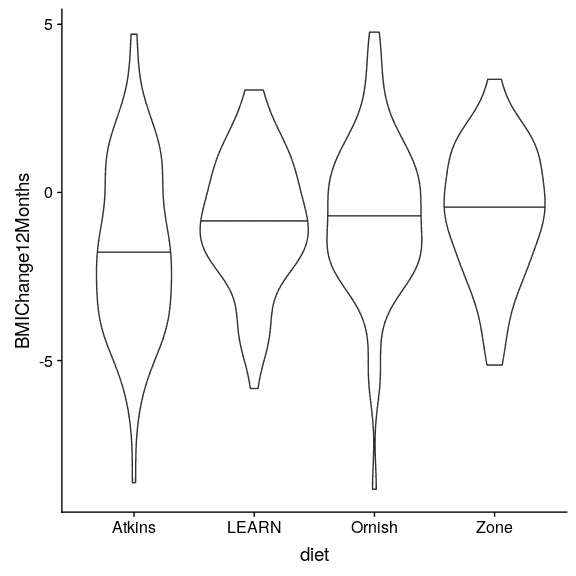 BMIChange12Months
5
0
-5
Atkins
LEARN
Ornish
Zone
diet